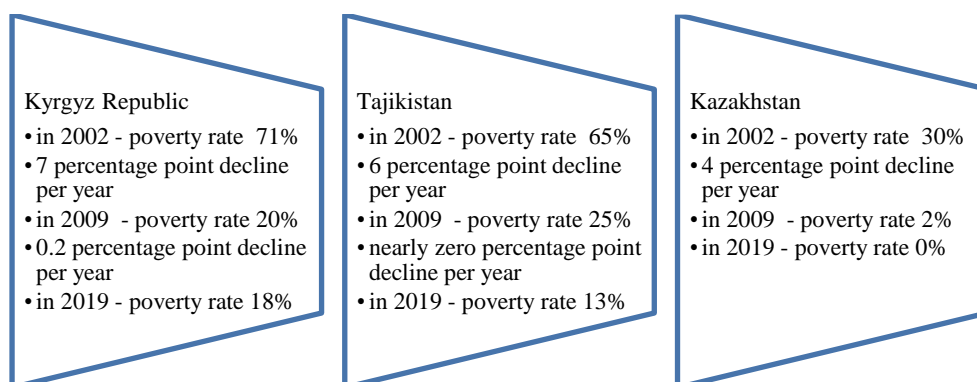 Kyrgyz Republic
• in 2002 - poverty rate 71%
• 7 percentage point decline
per year
• in 2009 - poverty rate 20%
• 0.2 percentage point decline
per year
• in 2019 - poverty rate 18%
Tajikistan
• in 2002 - poverty rate 65%
• 6 percentage point decline
per year
• in 2009 - poverty rate 25%
• nearly zero percentage point
decline per year
• in 2019 - poverty rate 13%
Kazakhstan
• in 2002 - poverty rate 30%
• 4 percentage point decline
per year
• in 2009 - poverty rate 2%
• in 2019 - poverty rate 0%